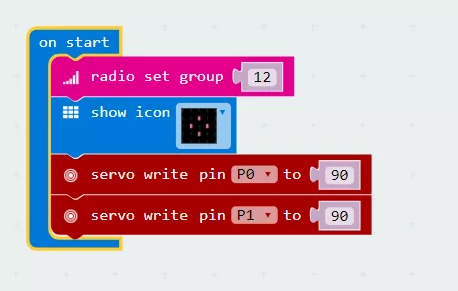 on start
radio set group 12
show icon
servo write pin P0 to 90
servo write pin P1 to 90